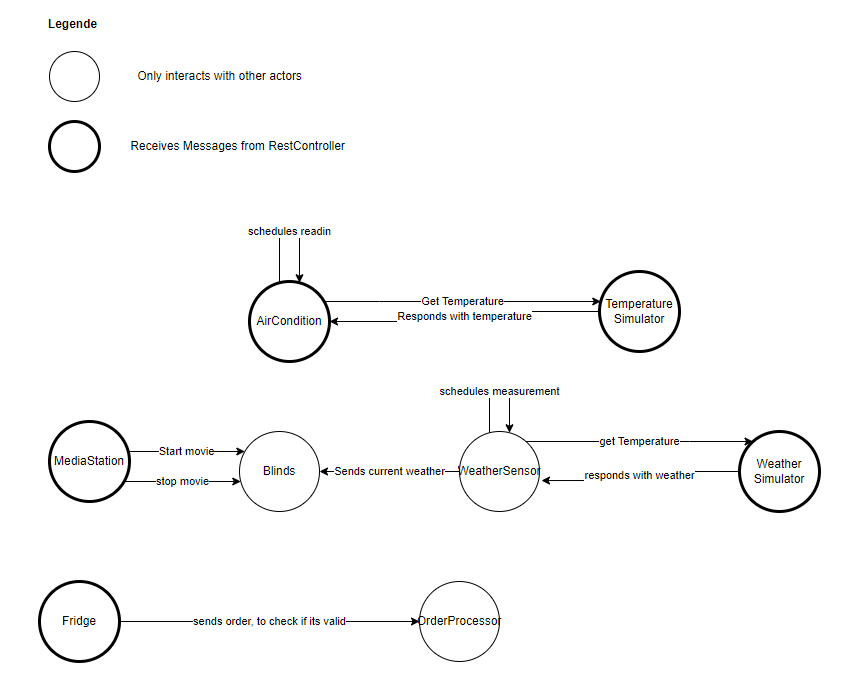 Legende
Only interacts with other actors
Receives Messages from RestController
schedules readin
AirCondition
Get Temperature
Responds with temperature
Temperature
Simulator
schedules measurement
MediaStation
Start movie
stop movie
Blinds
Sends current weather
WeatherSensor
get Temperature
responds with weather
Weather
Simulator
Fridge
sends order, to check if its valid
OrderProcessor